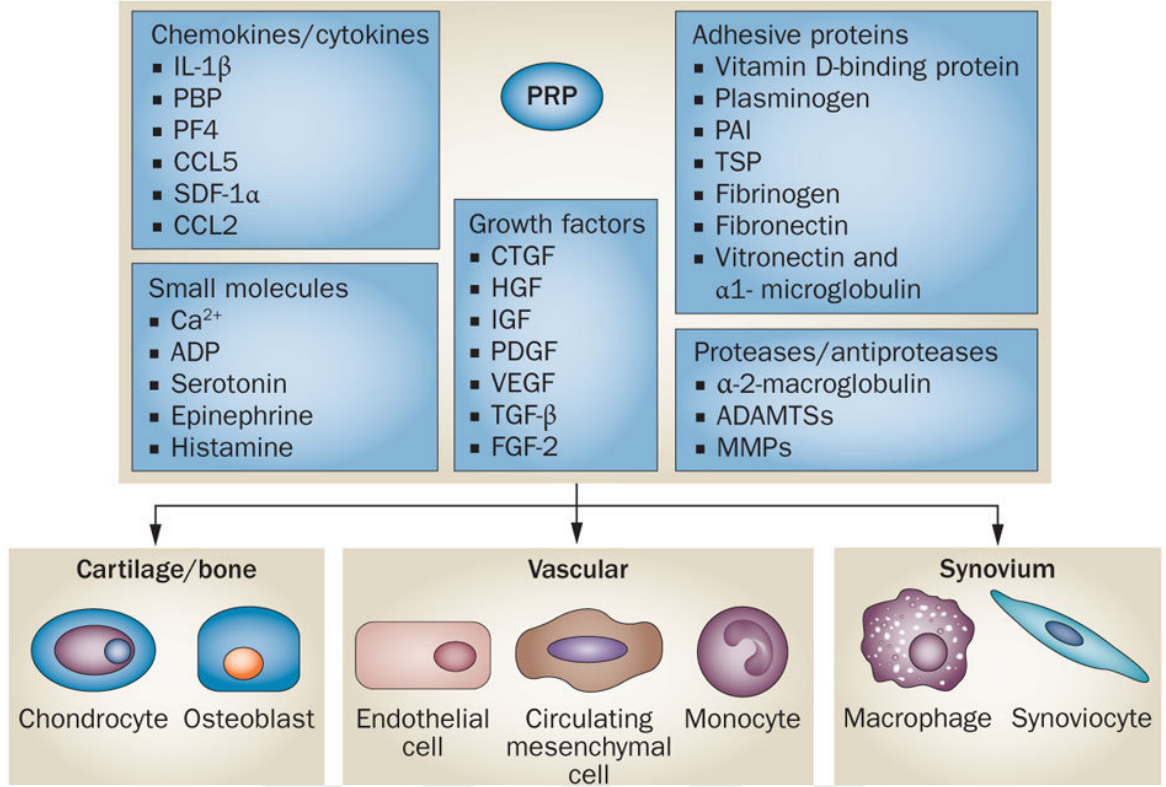 Chemokines/cytokines
▪ IL-1β
▪ PBP
▪ PF4
▪ CCL5
▪ SDF-1α
▪ CCL2
Small molecules
▪ Ca²⁺
▪ ADP
▪ Serotonin
▪ Epinephrine
▪ Histamine
PRP
Growth factors
▪ CTGF
▪ HGF
▪ IGF
▪ PDGF
▪ VEGF
▪ TGF-β
▪ FGF-2
Adhesive proteins
▪ Vitamin D-binding protein
▪ Plasminogen
▪ PAI
▪ TSP
▪ Fibrinogen
▪ Fibronectin
▪ Vitronectin and
α1- microglobulin
Proteases/antiproteases
▪ α-2-macroglobulin
▪ ADAMTSs
▪ MMPs
Cartilage/bone
Chondrocyte
Osteoblast
Vascular
Endothelial
cell
Circulating
mesenchymal
cell
Monocyte
Synovium
Macrophage
Synoviocyte